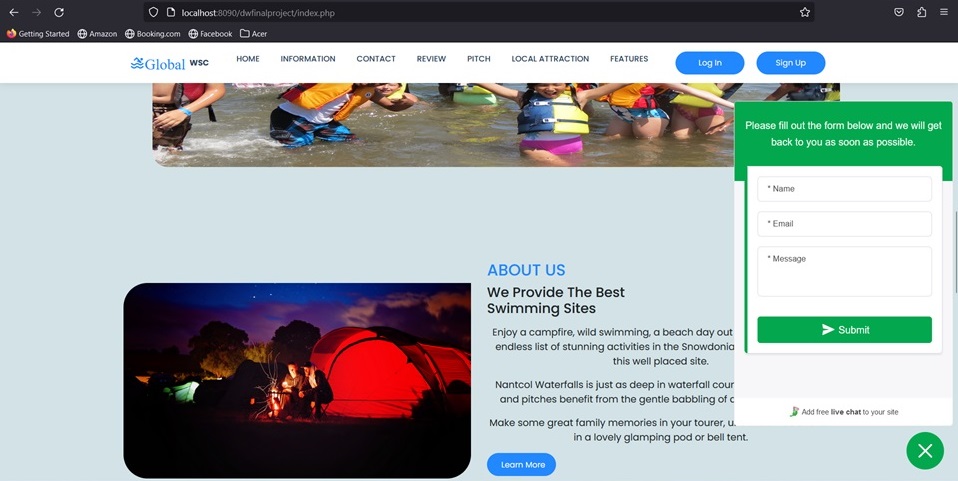 localhost:8090/dwfinalproject/index.php
Getting Started Amazon Booking.com Facebook Acer
Global WSC HOME INFORMATION CONTACT REVIEW PITCH LOCAL ATTRACTION FEATURES Log In Sign Up
Please fill out the form below and we will get
back to you as soon as possible.
* Name
* Email
* Message
Submit
Add free live chat to your site
ABOUT US
We Provide The Best
Swimming Sites
Enjoy a campfire, wild swimming, a beach day out
endless list of stunning activities in the Snowdonia
this well placed site.
Nantcol Waterfalls is just as deep in waterfall
and pitches benefit from the gentle babbling of
Make some great family memories in your tourer,
in a lovely glamping pod or bell tent.
Learn More